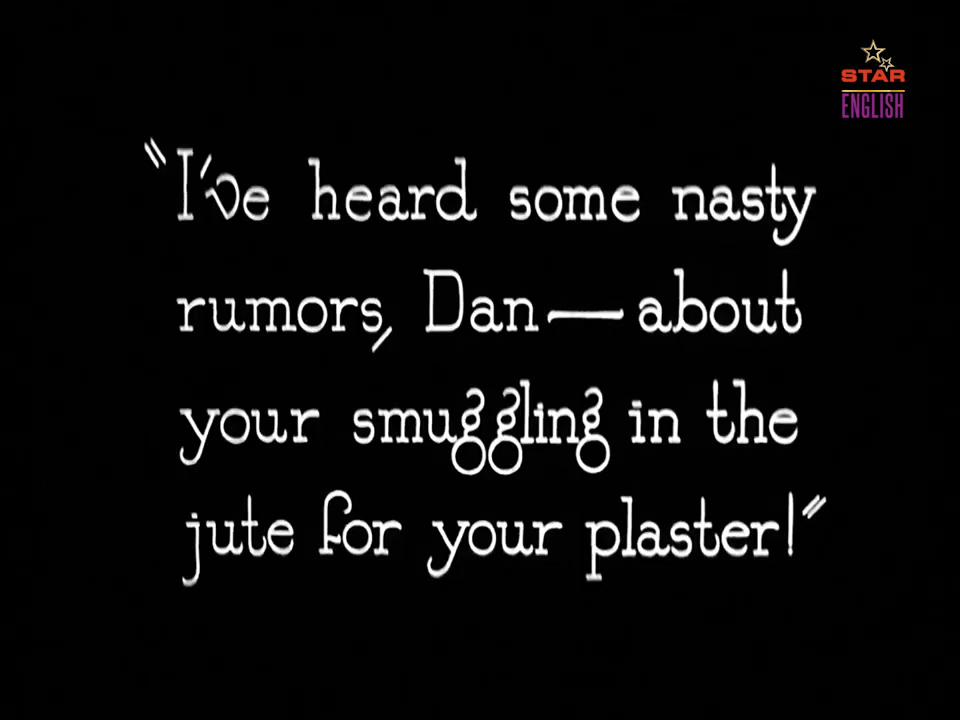 STAR
ENGLISH
"I've heard some nasty
rumors, Dan — about
your smuggling in the
jute for your plaster!"